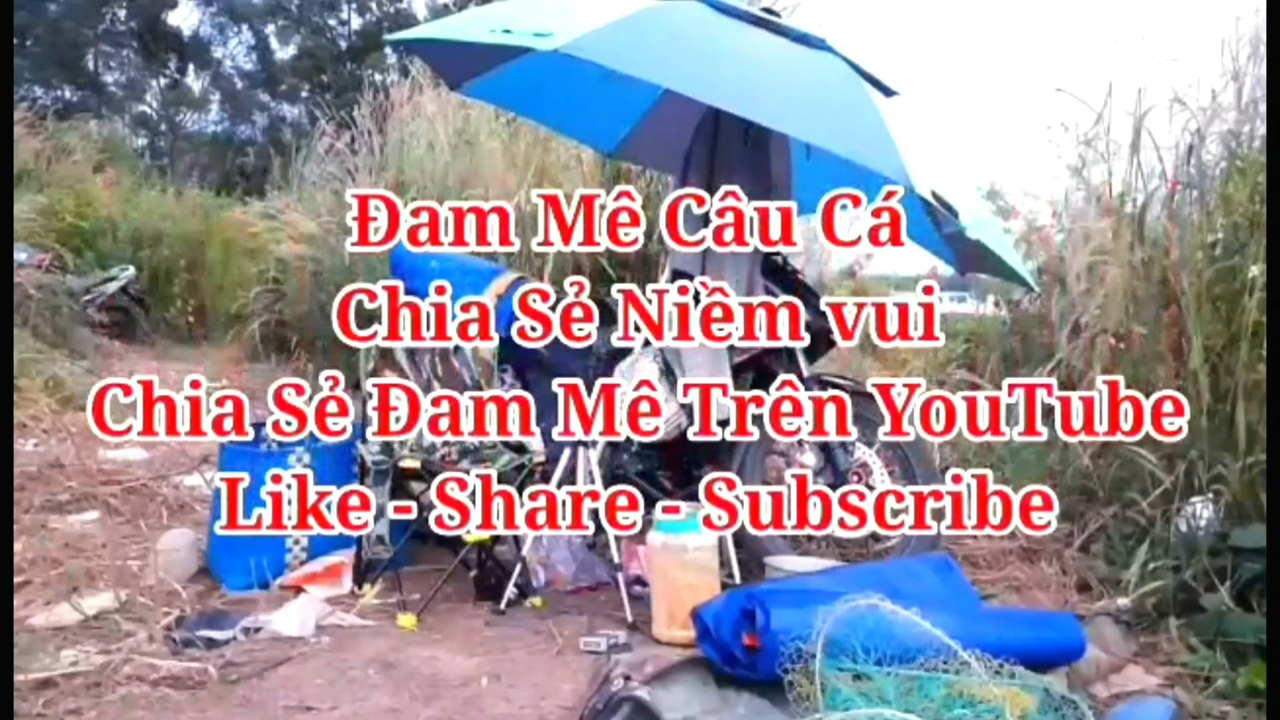 Đam Mê Câu Cá
Chia Sẻ Niềm vui
Chia Sẻ Đam Mê Trên YouTube
Like - Share - Subscribe